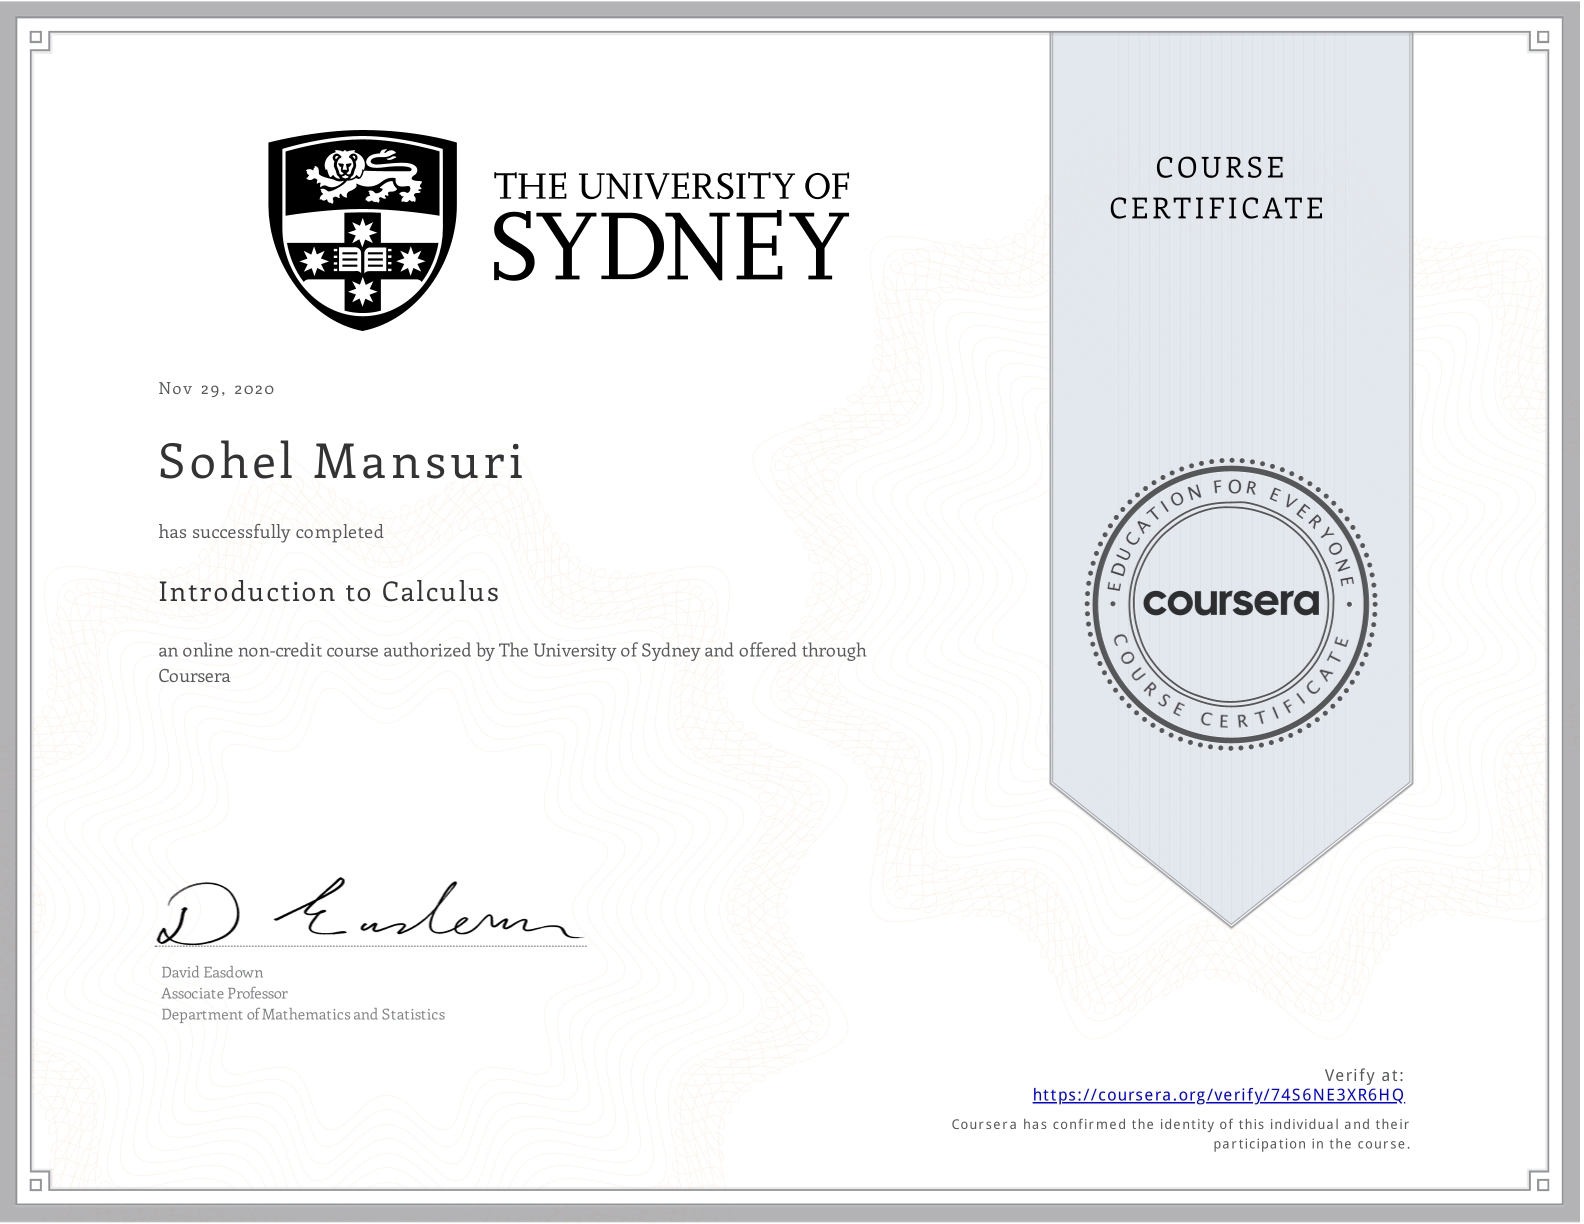 THE UNIVERSITY OF
SYDNEY
COURSE
CERTIFICATE
Nov 29, 2020
Sohel Mansuri
has successfully completed
Introduction to Calculus
an online non-credit course authorized by The University of Sydney and offered through
Coursera
EDUCATION FOR EVERYONE
coursera
COURSE CERTIFICATE
D Easdown
David Easdown
Associate Professor
Department of Mathematics and Statistics
Verify at:
https://coursera.org/verify/74S6NE3XR6HQ
Coursera has confirmed the identity of this individual and their
participation in the course.